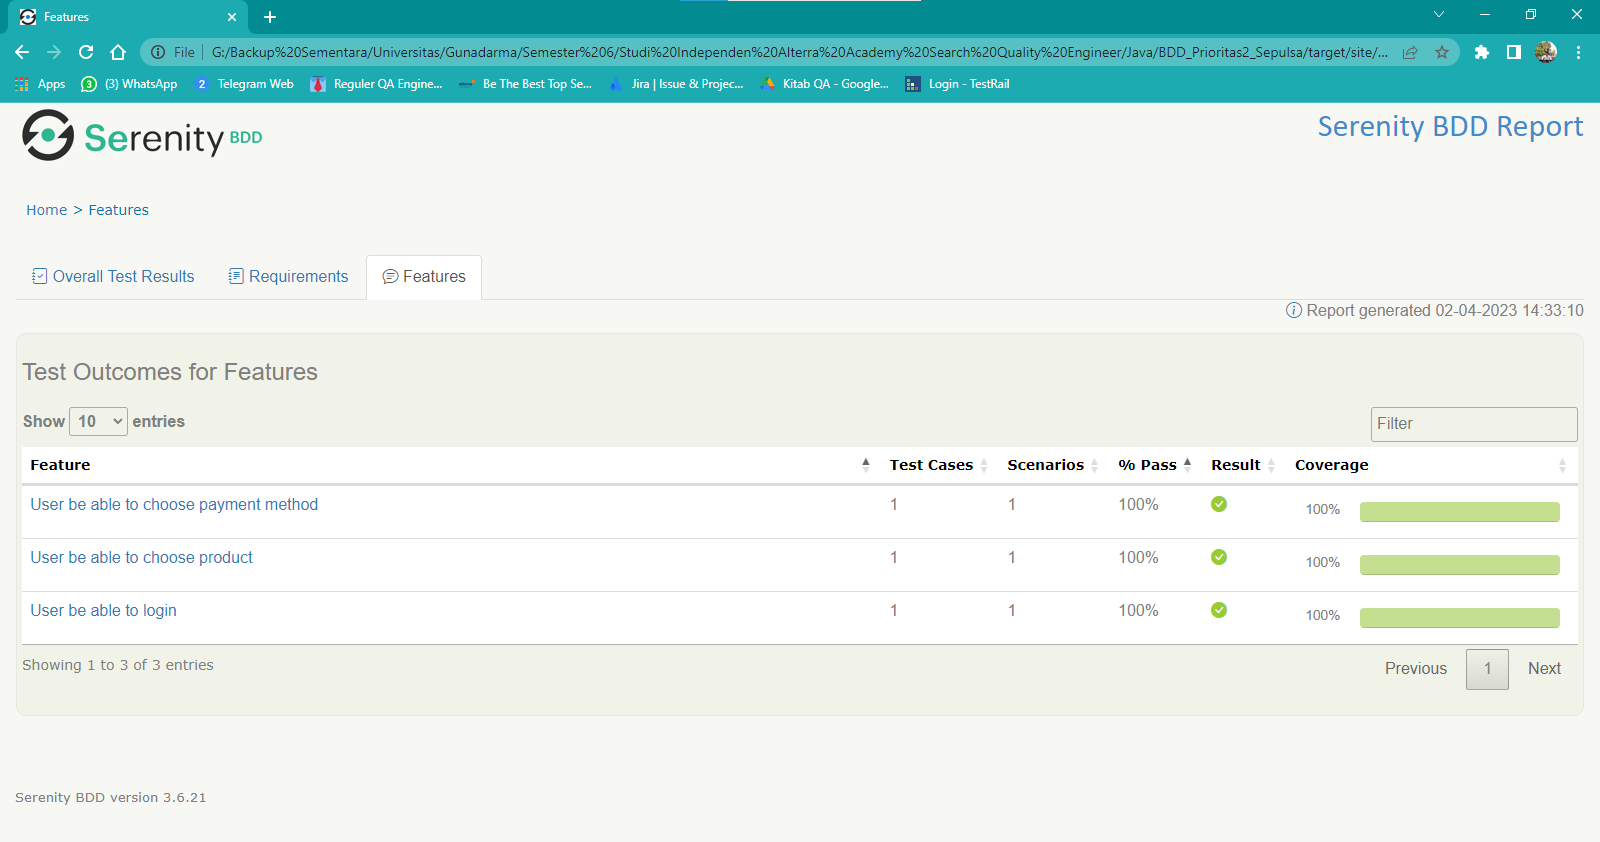 Features
File G:/Backup%20Sementara/Universitas/Gunadarma/Semester%206/Studi%20Independen%20Alterra%20Academy%20Search%20Quality%20Engineer/Java/BDD_Prioritas2_Sepulsa/target/site/...
Apps (3) WhatsApp 2 Telegram Web Reguler QA Engine... Be The Best Top Se... Jira | Issue & Projec... Kitab QA - Google... Login - TestRail
Serenity BDD
Serenity BDD Report
Home > Features
Overall Test Results Requirements Features
Report generated 02-04-2023 14:33:10
Test Outcomes for Features
Show 10 entries
Filter
Feature Test Cases Scenarios % Pass Result Coverage
User be able to choose payment method 1 1 100% 100%
User be able to choose product 1 1 100% 100%
User be able to login 1 1 100% 100%
Showing 1 to 3 of 3 entries
Previous 1 Next
Serenity BDD version 3.6.21